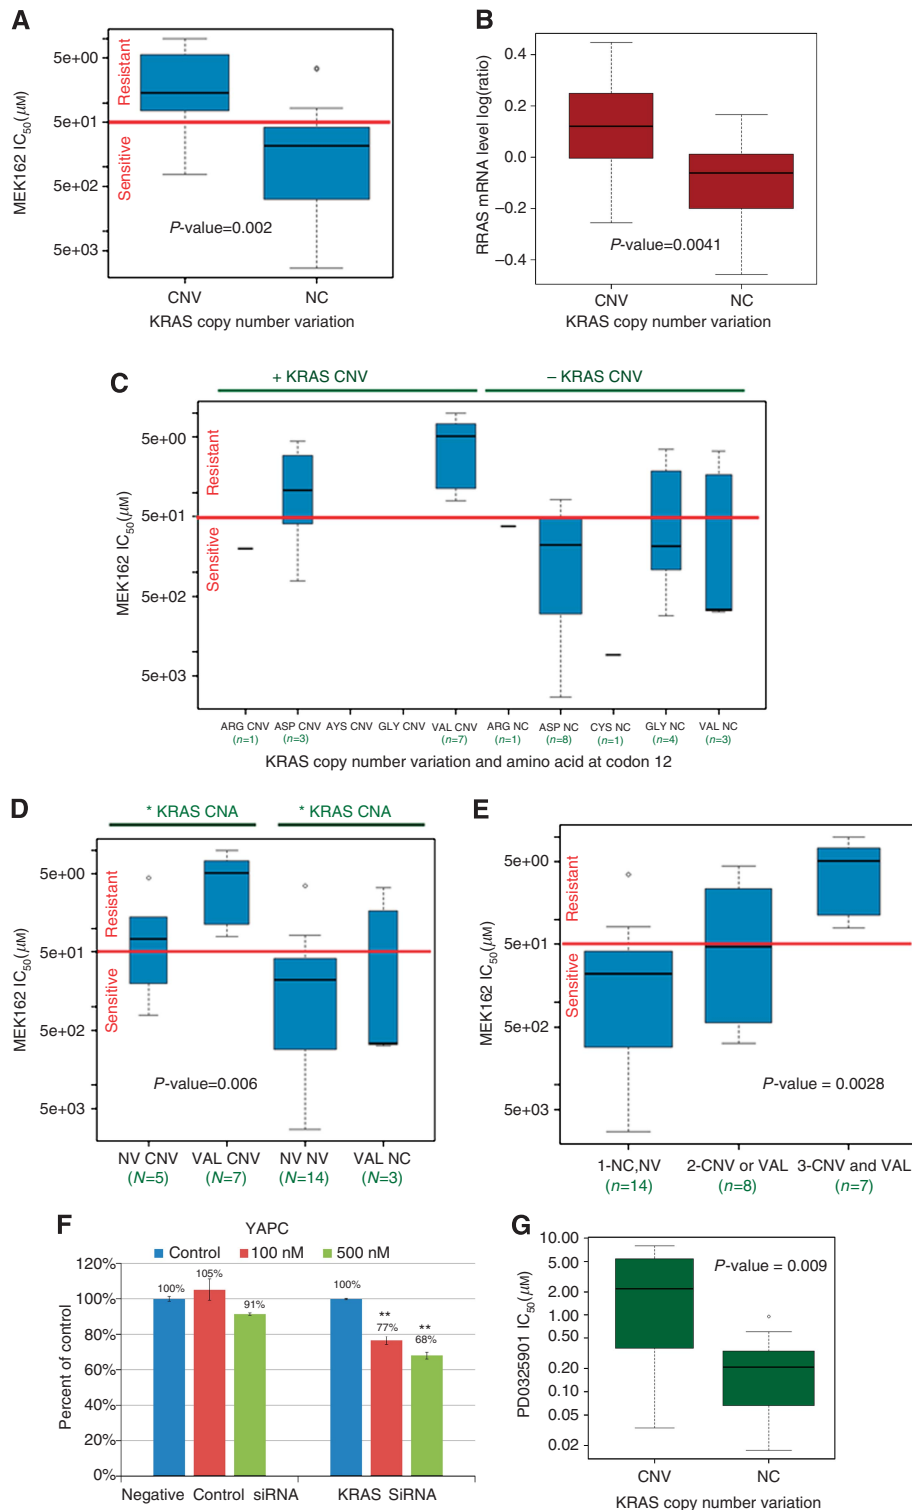 A
MEK162 IC50(μM)
5e+00
5e+01
5e+02
5e+03
Resistant
Sensitive
P-value=0.002
CNV
NC
KRAS copy number variation
B
RRAS mRNA level log(ratio)
0.4
0.2
0.0
–0.2
–0.4
P-value=0.0041
CNV
NC
KRAS copy number variation
C
+ KRAS CNV
– KRAS CNV
MEK162 IC50(μM)
5e+00
5e+01
5e+02
5e+03
Resistant
Sensitive
ARG CNV ASP CNV AYS CNV GLY CNV VAL CNV ARG NC ASP NC CYS NC GLY NC VAL NC
(n=1) (n=3) (n=7) (n=1) (n=8) (n=1) (n=4) (n=3)
KRAS copy number variation and amino acid at codon 12
D
* KRAS CNA
* KRAS CNA
MEK162 IC50(μM)
5e+00
5e+01
5e+02
5e+03
Resistant
Sensitive
P-value=0.006
NV CNV VAL CNV NV NV VAL NC
(N=5) (N=7) (N=14) (N=3)
E
MEK162 IC50(μM)
5e+00
5e+01
5e+02
5e+03
Resistant
Sensitive
P-value = 0.0028
1-NC,NV 2-CNV or VAL 3-CNV and VAL
(n=14) (n=8) (n=7)
F
YAPC
Control 100 nM 500 nM
Percent of control
120%
100%
80%
60%
40%
20%
0%
100%
105%
91%
100%
**
77%
**
68%
Negative Control siRNA
KRAS SiRNA
G
PD0325901 IC50(μM)
10.00
5.00
2.00
1.00
0.50
0.20
0.10
0.05
0.02
P-value = 0.009
CNV
NC
KRAS copy number variation